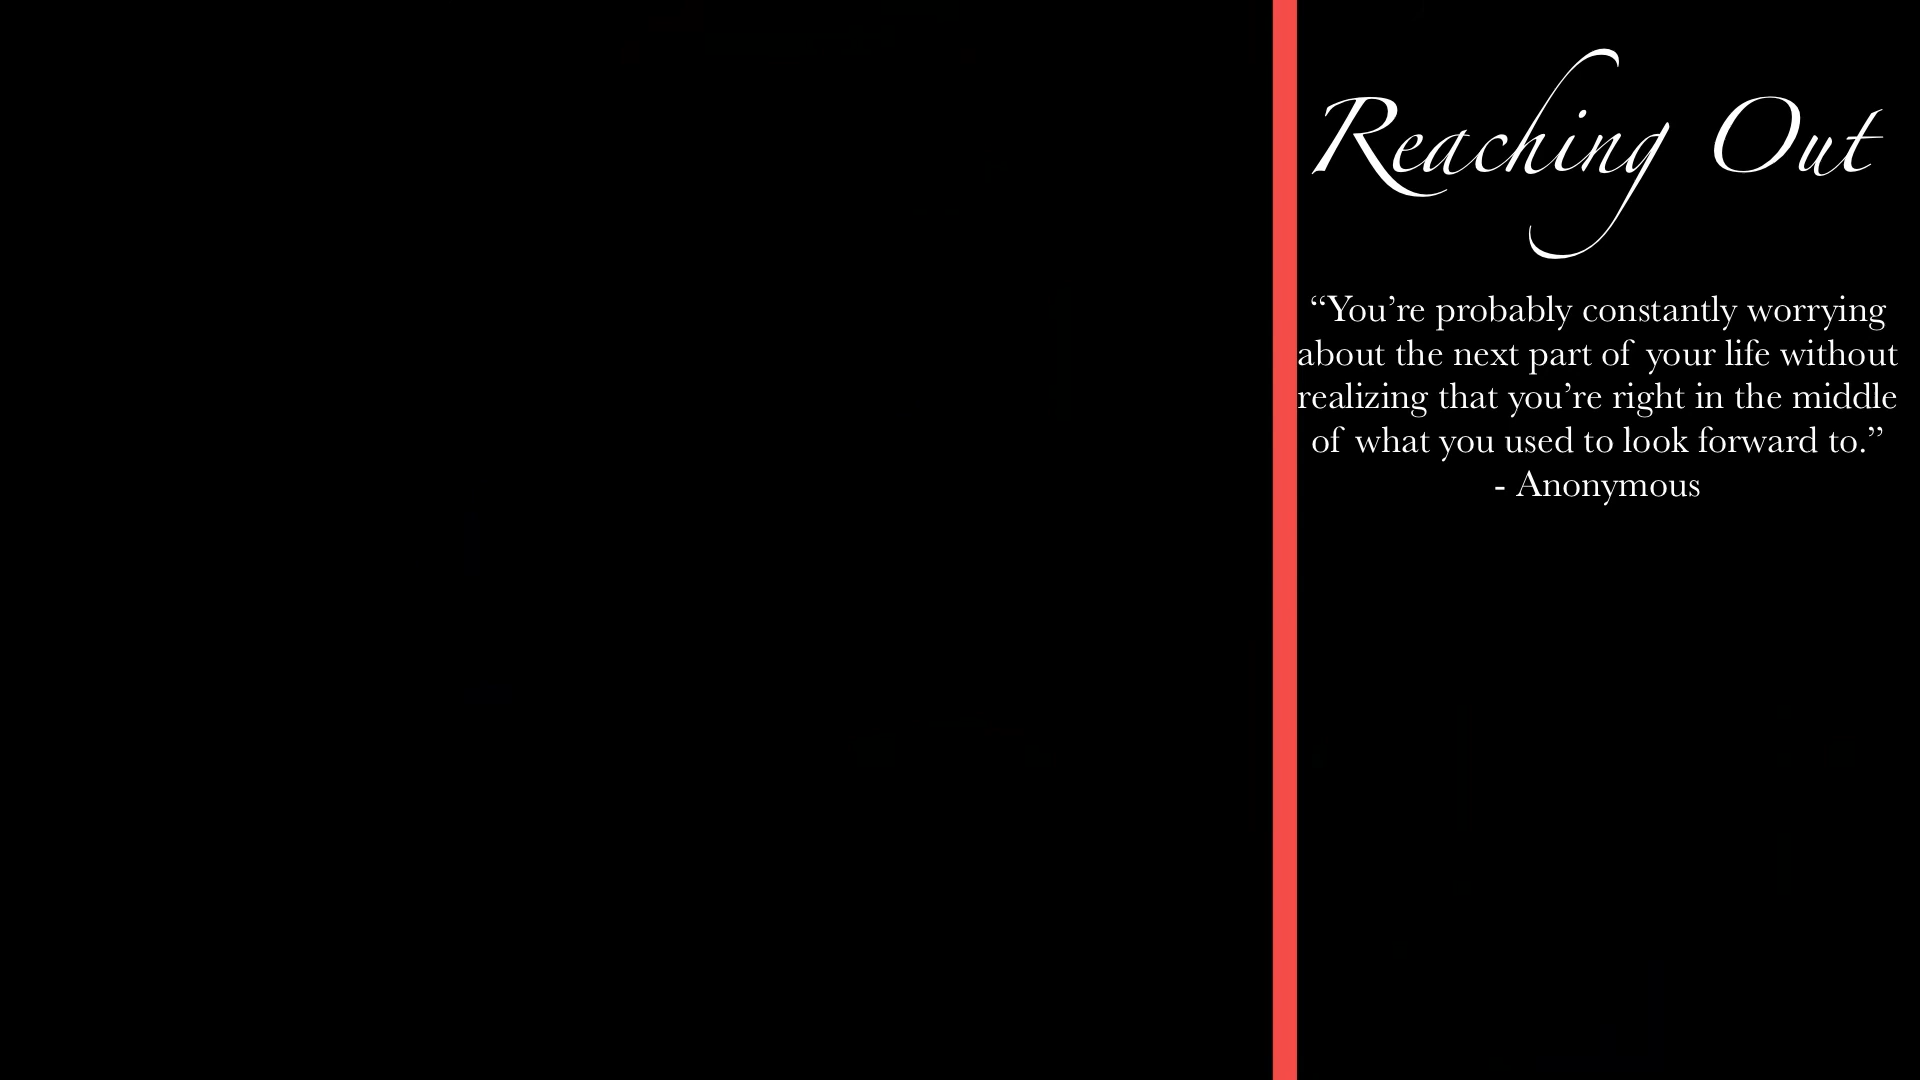 Reaching Out
“You’re probably constantly worrying
about the next part of your life without
realizing that you’re right in the middle
of what you used to look forward to.”
- Anonymous